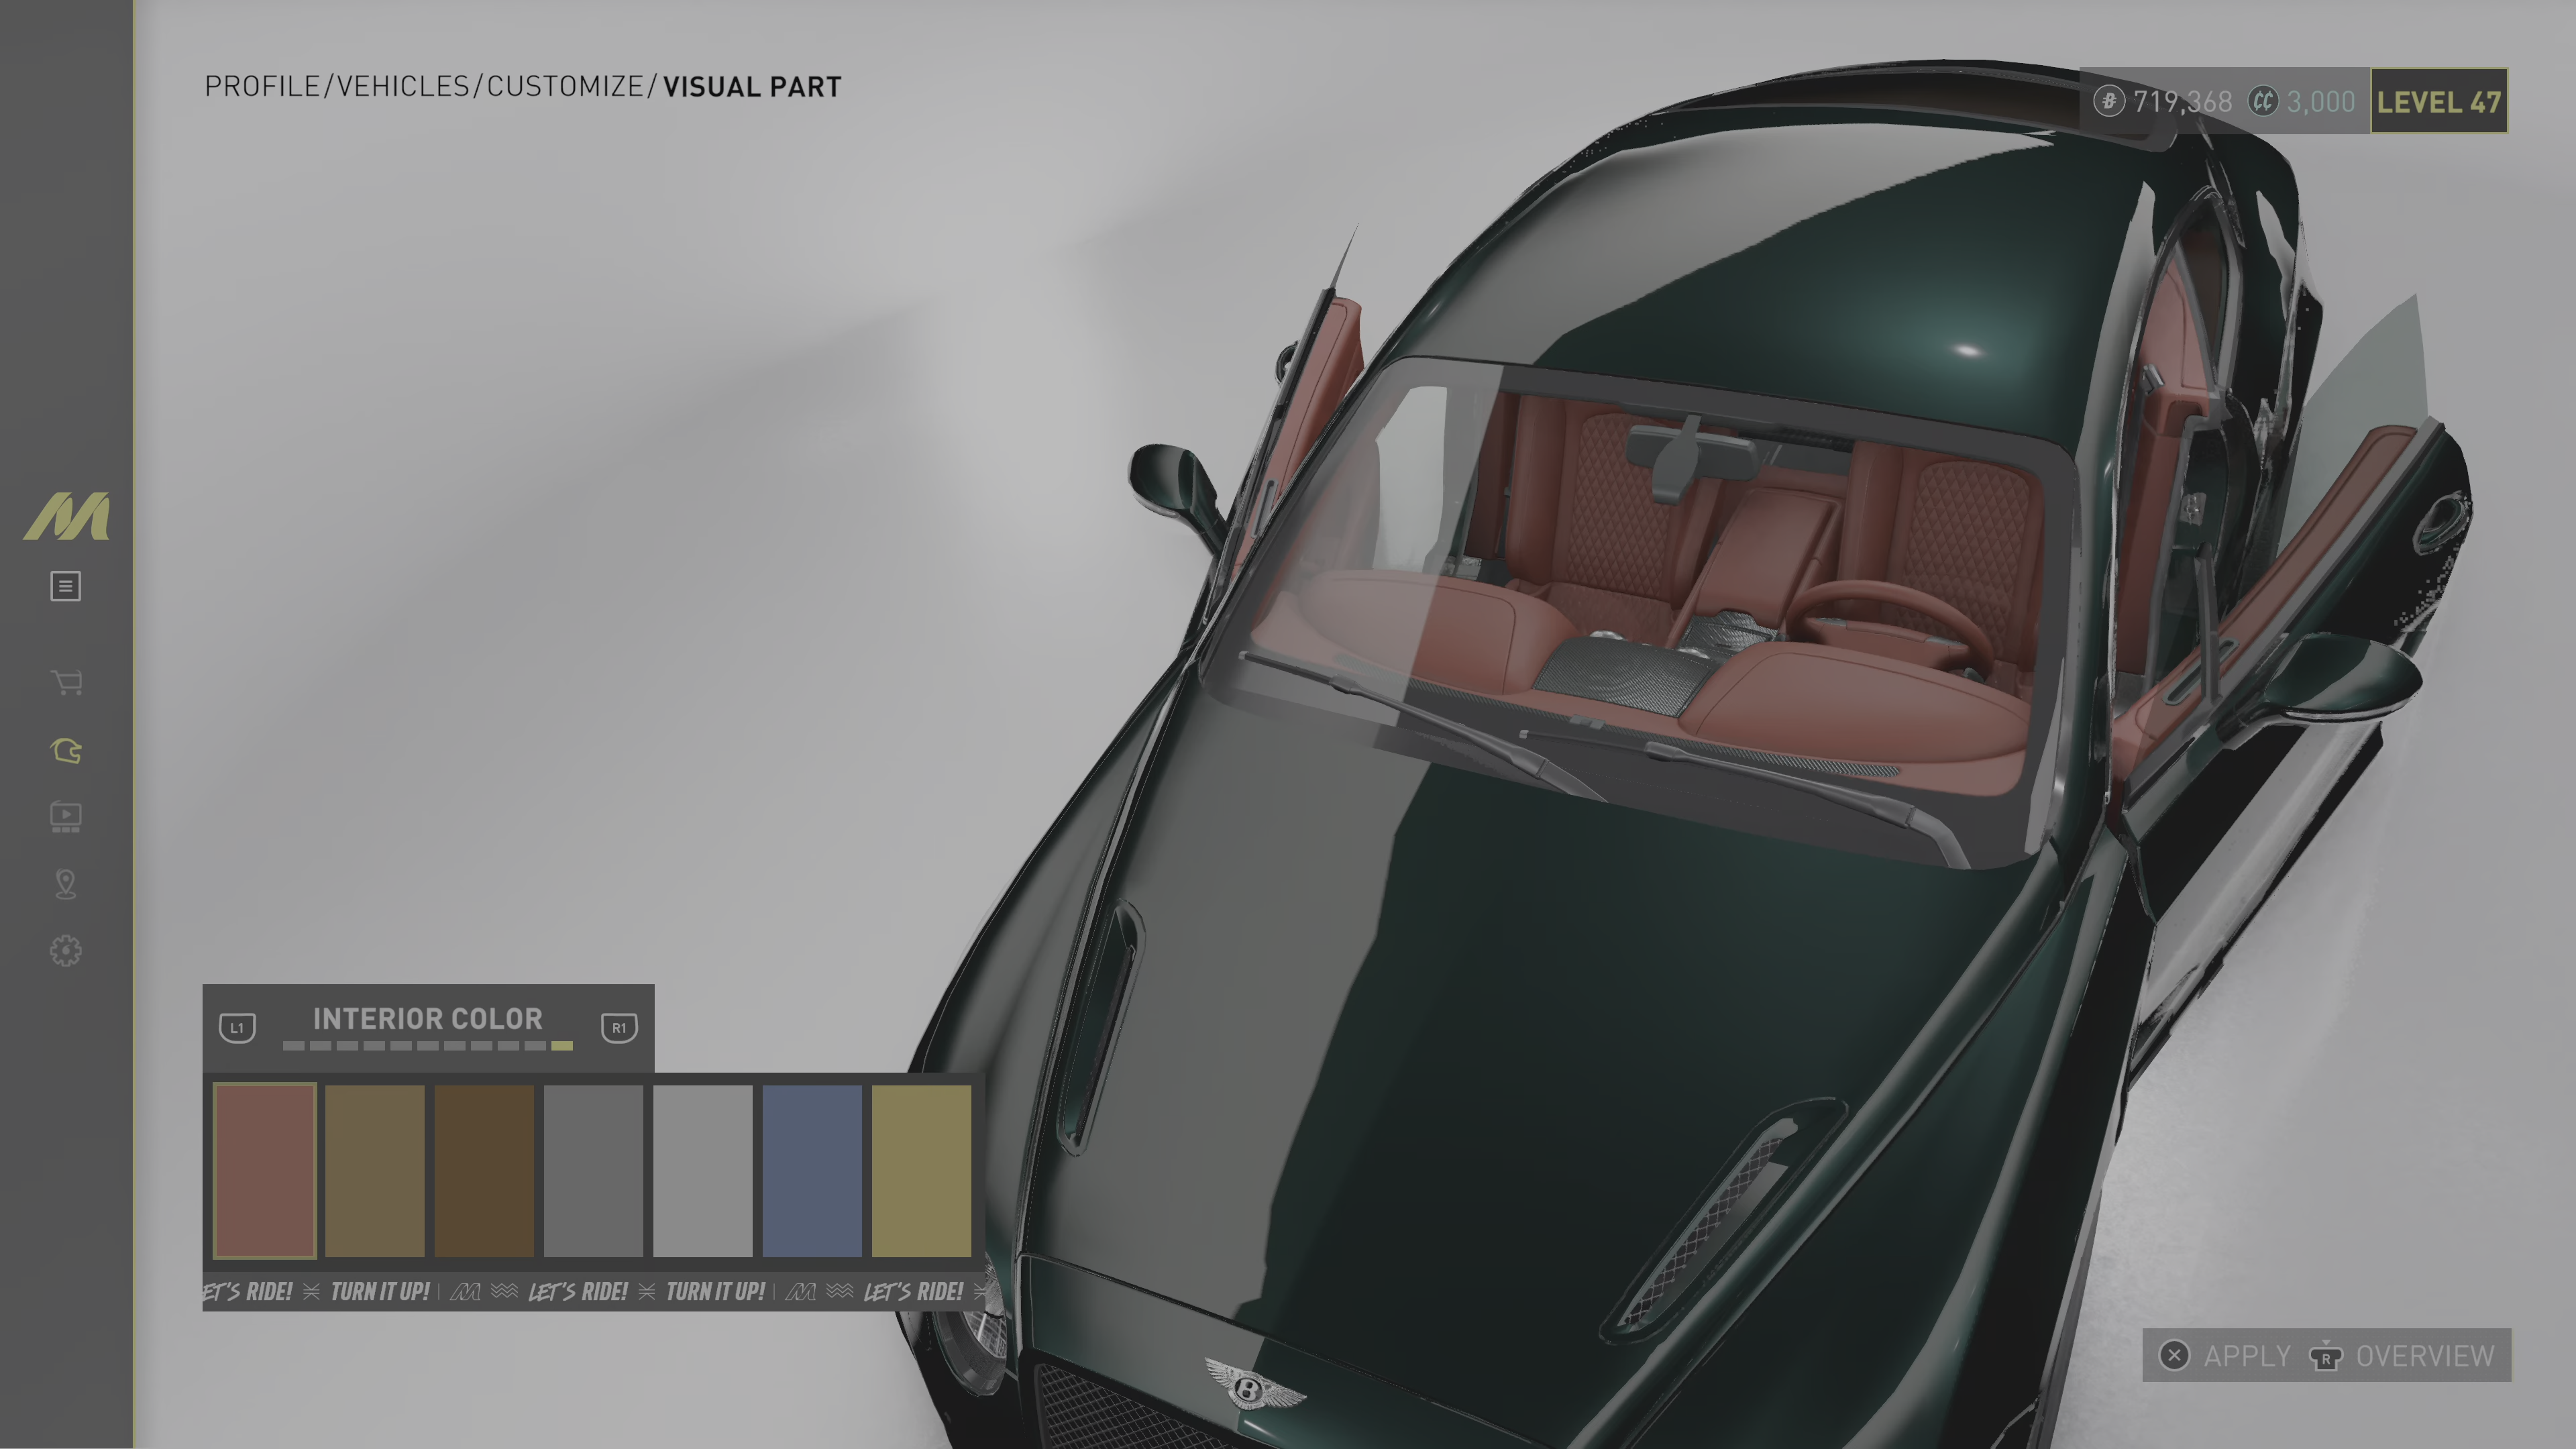 PROFILE/VEHICLES/CUSTOMIZE/VISUAL PART
719,368 CC 3,000 LEVEL 47
L1 INTERIOR COLOR R1
ET'S RIDE! TURN IT UP! LET'S RIDE! TURN IT UP! LET'S RIDE!
B
APPLY R OVERVIEW